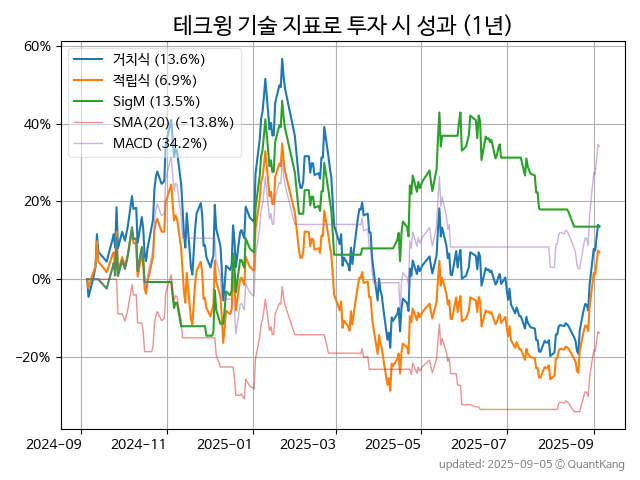 테크윙 기술 지표로 투자 시 성과 (1년)
60%
40%
20%
0%
−20%
거치식 (13.6%)
적립식 (6.9%)
SigM (13.5%)
SMA(20) (−13.8%)
MACD (34.2%)
2024-09
2024-11
2025-01
2025-03
2025-05
2025-07
2025-09
updated: 2025-09-05 © QuantKang